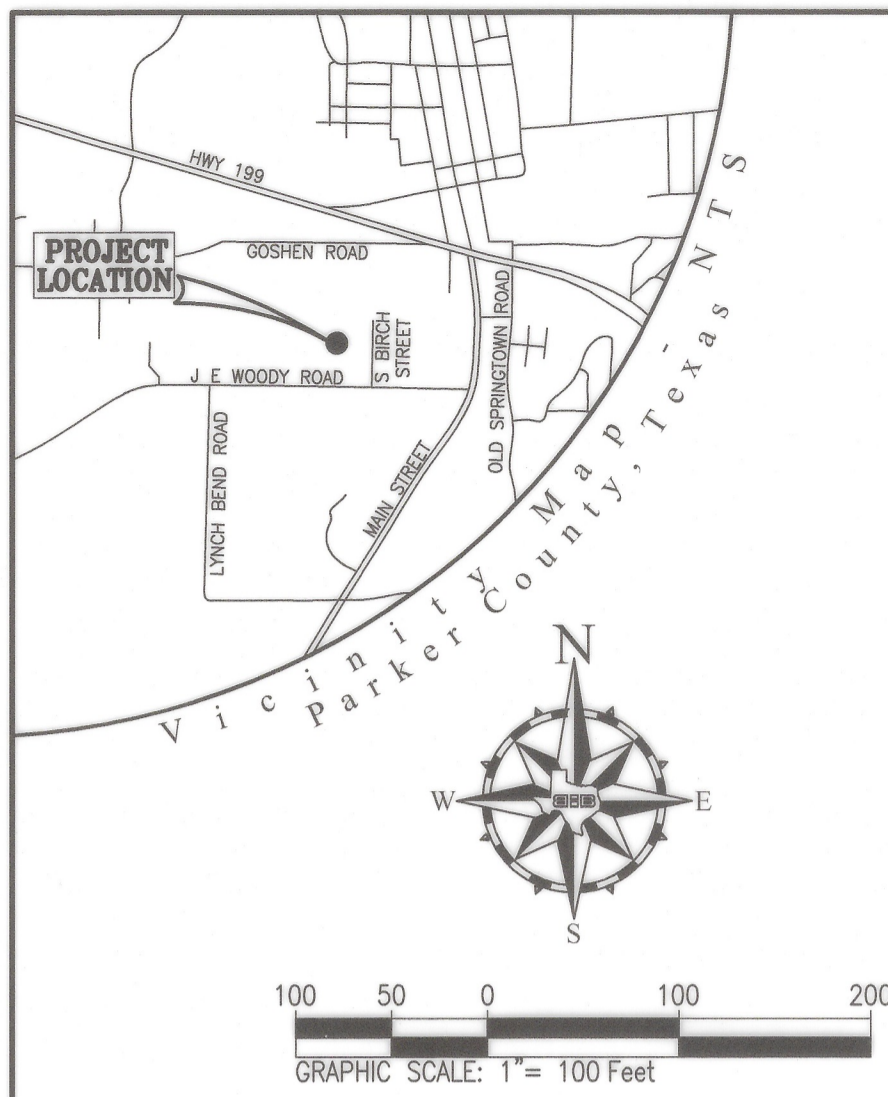 HWY 199
PROJECT
LOCATION
GOSHEN ROAD
S BIRCH
STREET
J E WOODY ROAD
OLD SPRINGTOWN ROAD
LYNCH BEND ROAD
MAIN STREET
Vicinity Map - NTS
Parker County, Texas
N
W
E
S
100 50 0 100 200
GRAPHIC SCALE: 1"= 100 Feet